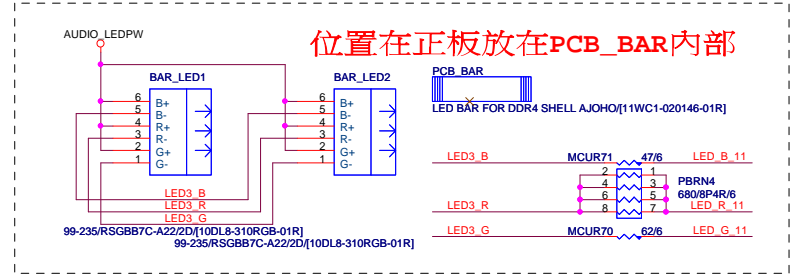 AUDIO_LEDPW
位置在正板放在PCB_BAR內部
BAR_LED1
6 B+
5 B-
4 R+
3 R-
2 G+
1 G-
BAR_LED2
6 B+
5 B-
4 R+
3 R-
2 G+
1 G-
LED3_B
LED3_R
LED3_G
99-235/RSGBB7C-A22/2D/[10DL8-310RGB-01R]
99-235/RSGBB7C-A22/2D/[10DL8-310RGB-01R]
PCB_BAR
LED BAR FOR DDR4 SHELL AJOHO/[11WC1-020146-01R]
LED3_B MCUR71 47/6 LED_B_11
2 1
4 3
6 5
8 7
PBRN4
680/8P4R/6
LED3_R LED_R_11
LED3_G MCUR70 62/6 LED_G_11